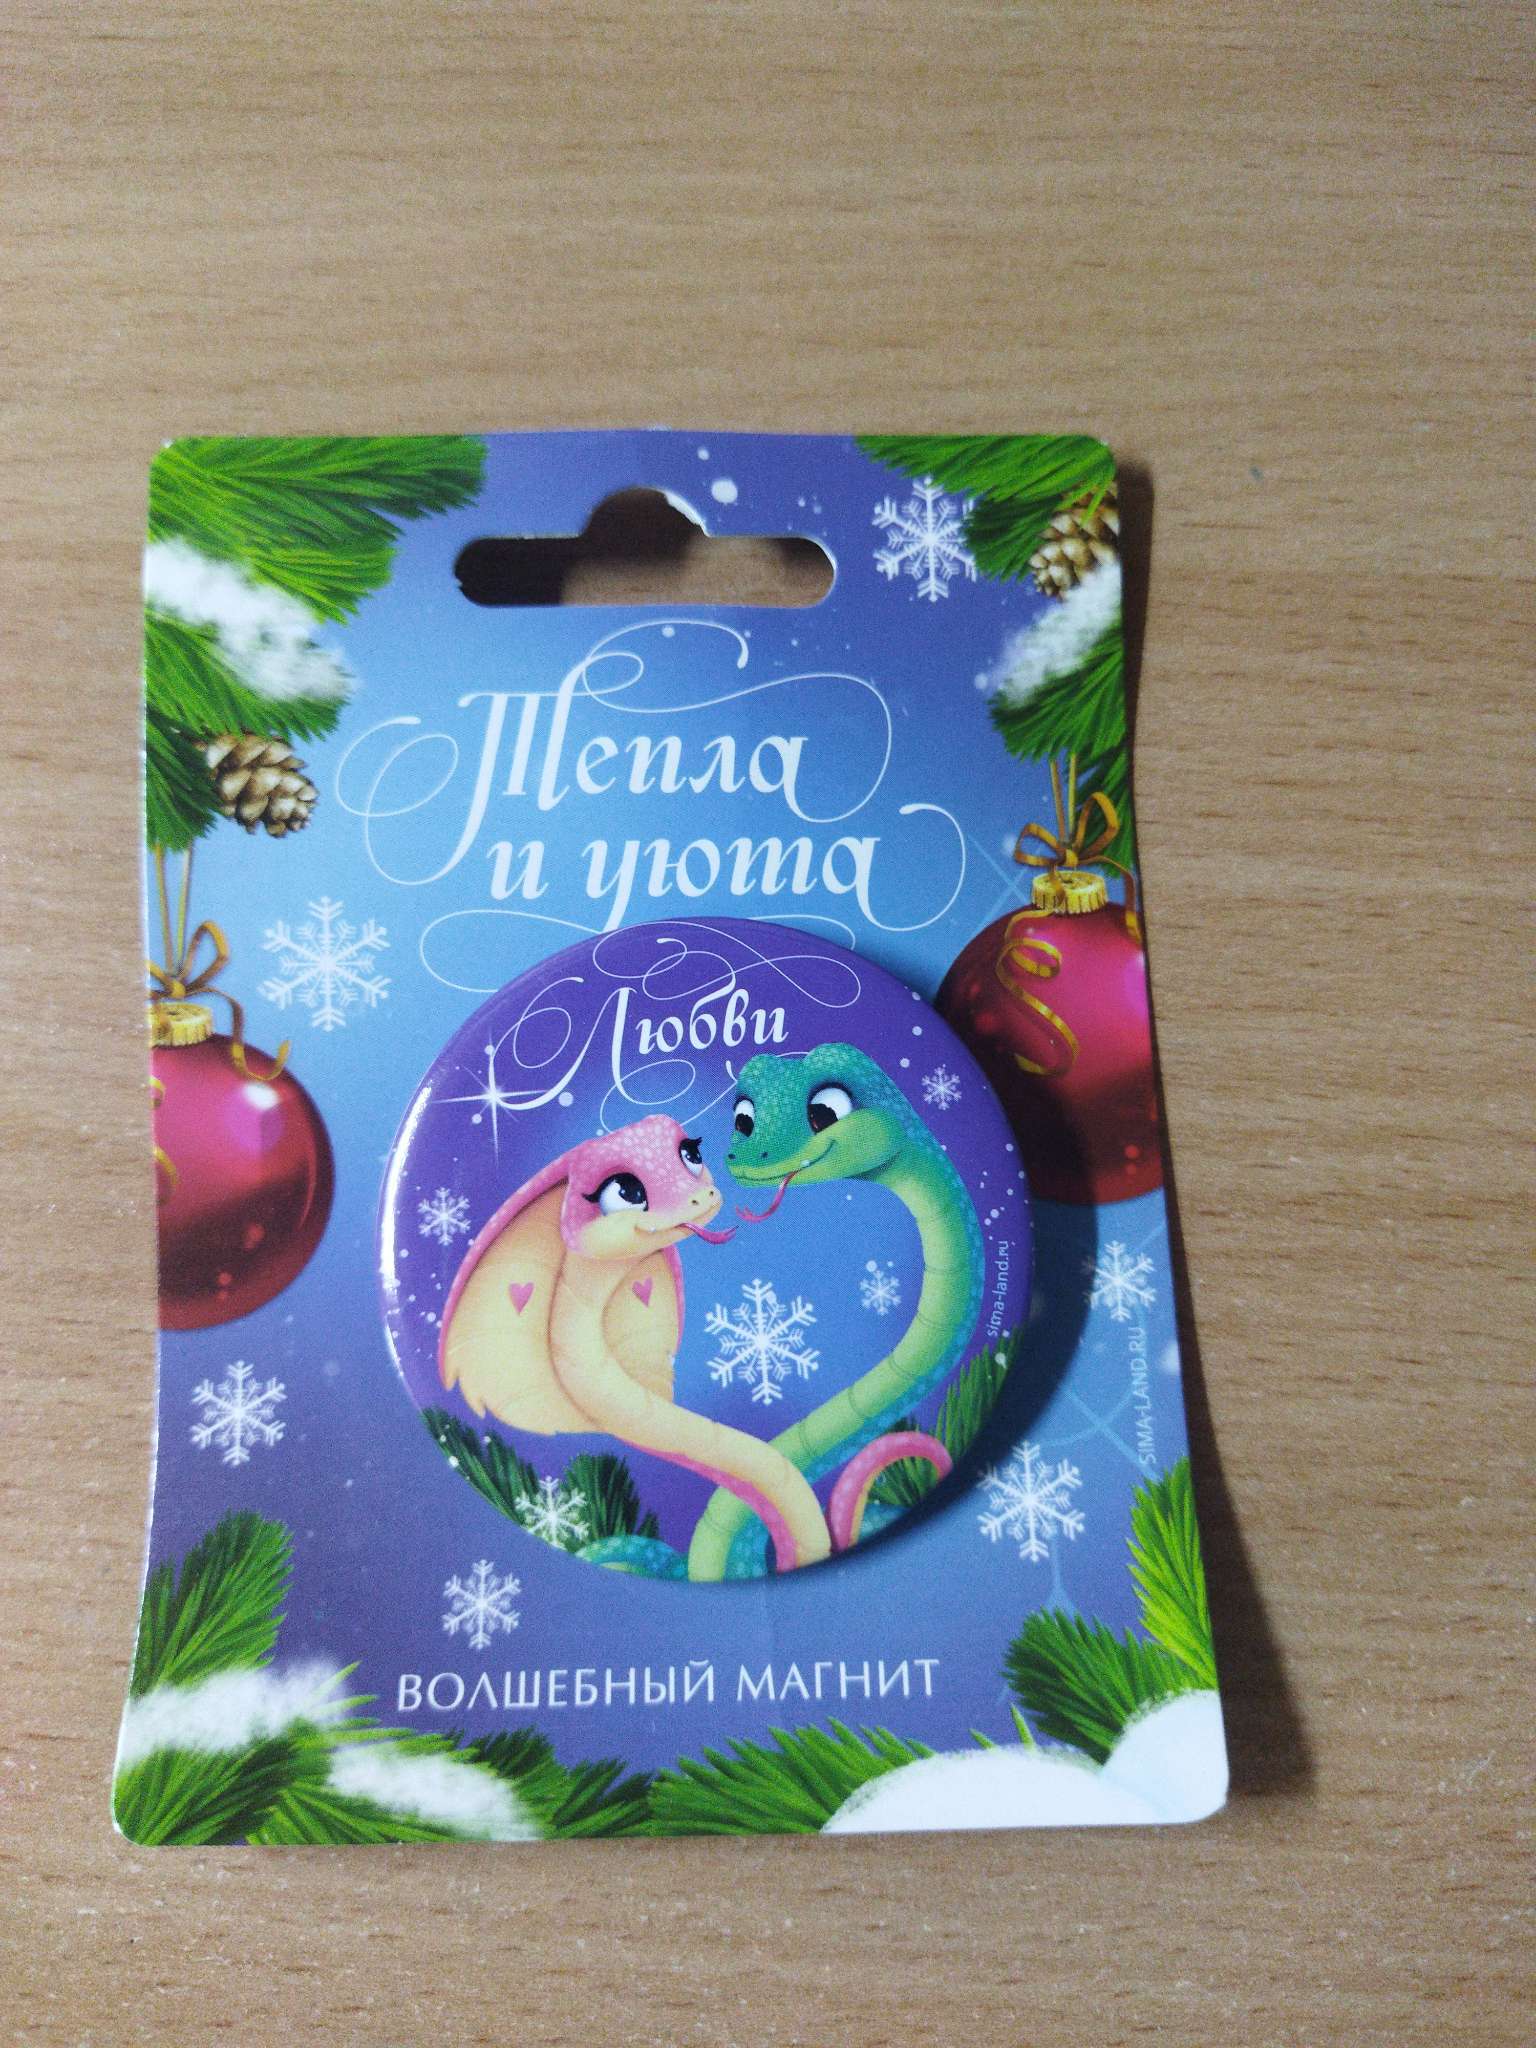 Тепла
и уюта
Любви
sima-land.ru
SIMA-LAND.RU
ВОЛШЕБНЫЙ МАГНИТ